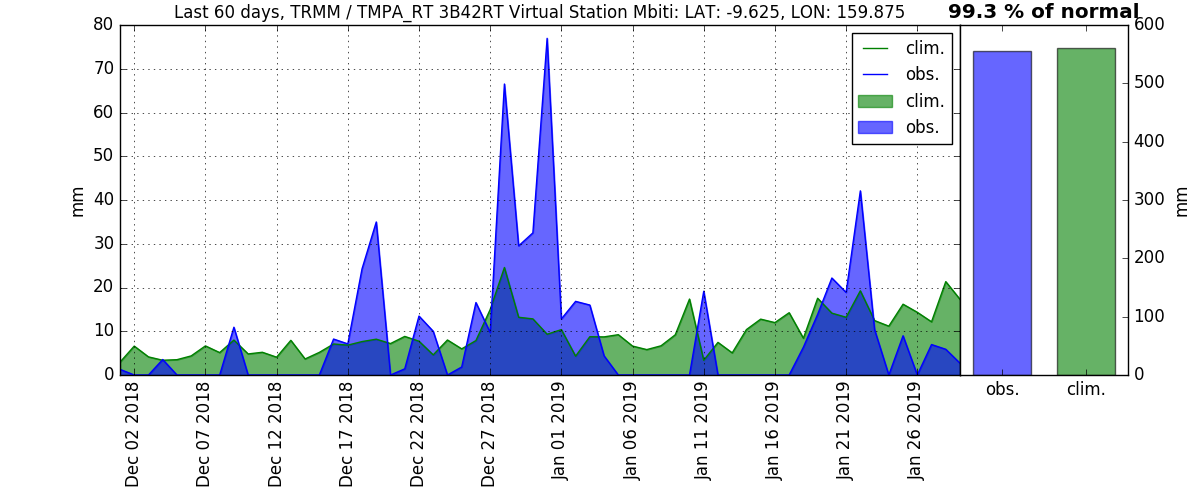 Last 60 days, TRMM / TMPA_RT 3B42RT Virtual Station Mbiti: LAT: -9.625, LON: 159.875
99.3 % of normal
80
70
60
50
40
30
20
10
0
mm
clim.
obs.
clim.
obs.
600
500
400
300
200
100
0
mm
Dec 02 2018
Dec 07 2018
Dec 12 2018
Dec 17 2018
Dec 22 2018
Dec 27 2018
Jan 01 2019
Jan 06 2019
Jan 11 2019
Jan 16 2019
Jan 21 2019
Jan 26 2019
obs.
clim.